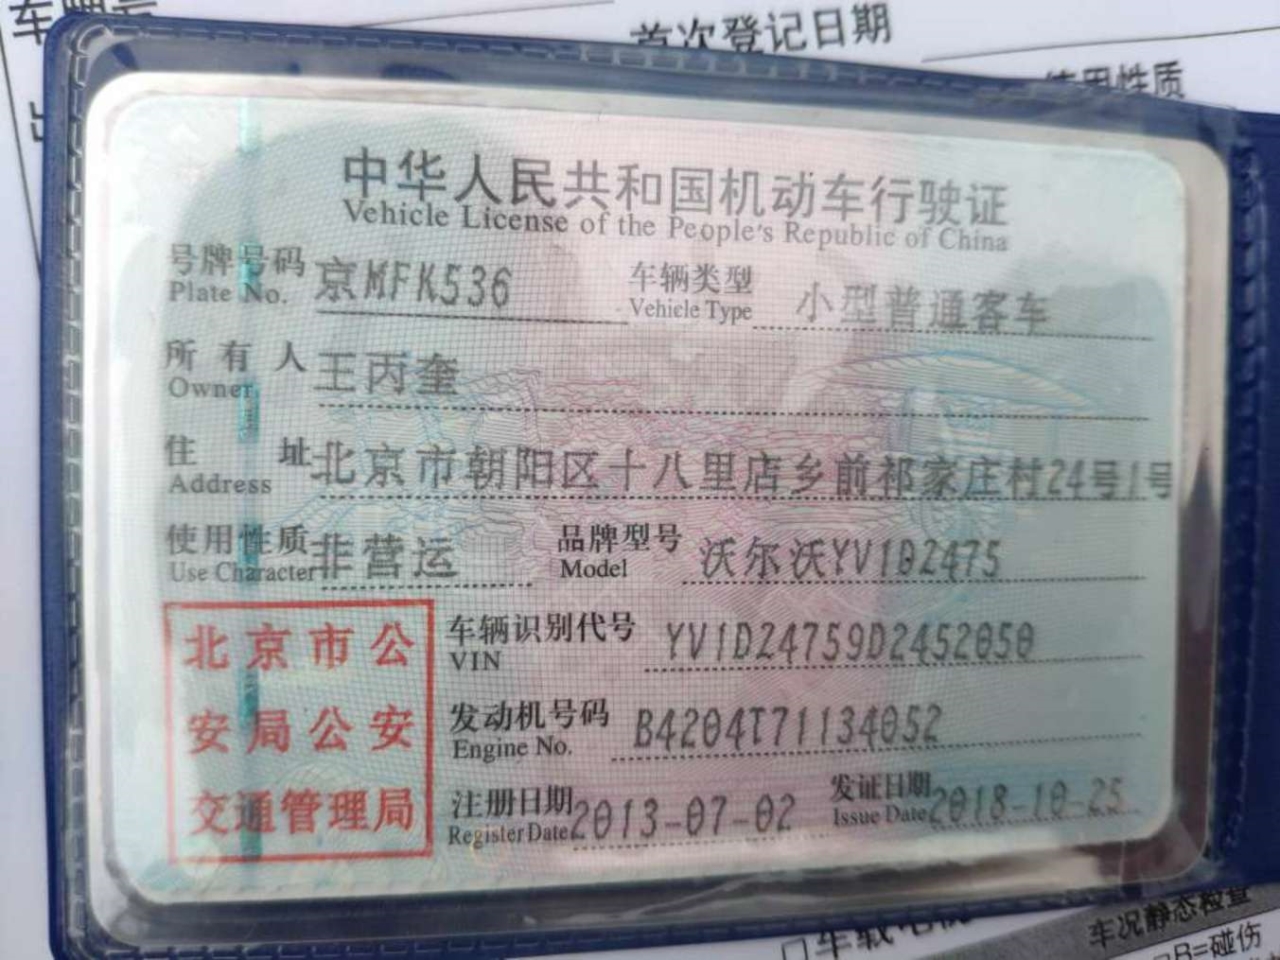 首次登记日期
使用性质
中华人民共和国机动车行驶证
Vehicle License of the People's Republic of China
号牌号码 京MFK536 车辆类型 小型普通客车
Plate No. Vehicle Type
所有人 王丙奎
Owner
住址 北京市朝阳区十八里店乡前祁家庄村24号1号
Address
使用性质 非营运 品牌型号 沃尔沃YV1D2475
Use Character Model
北京市公
安局公安
交通管理局
车辆识别代号 YV1D24759D2452050
VIN
发动机号码 B4204T71134052
Engine No.
注册日期 2013-07-02 发证日期 2018-10-25
Register Date Issue Date
车况静态检查
□B=碰伤